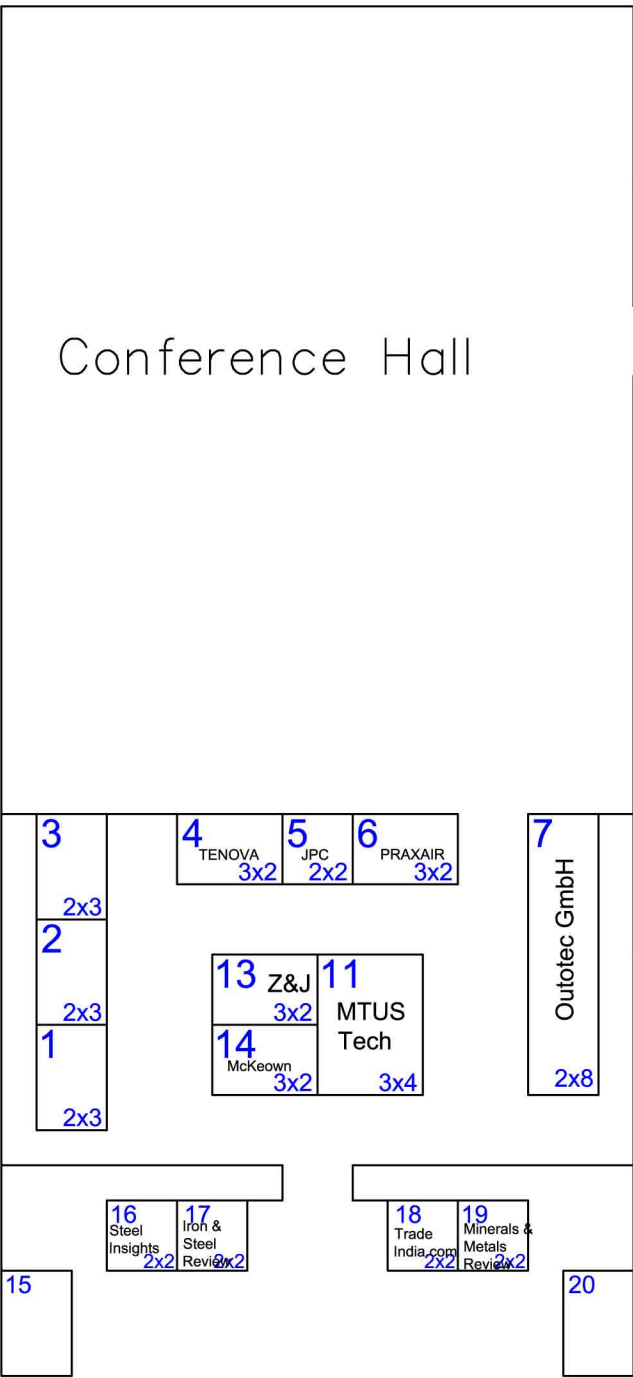 Conference Hall
3
2x3
2
2x3
1
2x3
4
TENOVA
3x2
5
JPC
2x2
6
PRAXAIR
3x2
7
Outotec GmbH
2x8
13
Z&J
3x2
11
MTUS
Tech
3x4
14
McKeown
3x2
16
Steel
Insights
2x2
17
Iron &
Steel
Review
2x2
18
Trade
India.com
2x2
19
Minerals &
Metals
Review
2x2
15
20